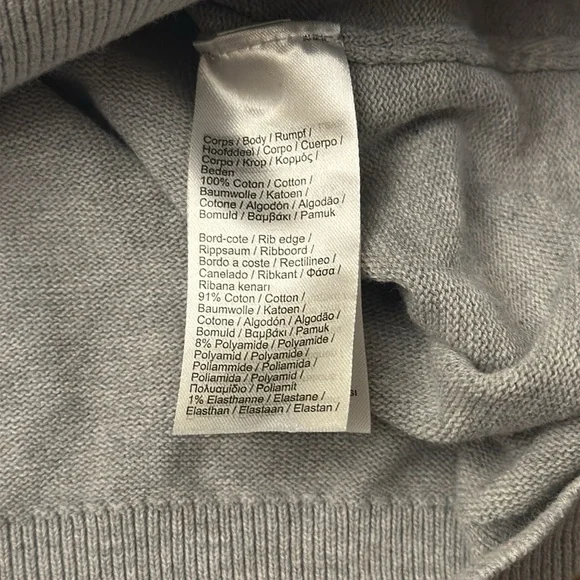 Corps / Body / Rumpf /
Hoofddeel / Corpo / Cuerpo /
Corpo / Krop / Κορμός /
Beden
100% Coton / Cotton /
Baumwolle / Katoen /
Cotone / Algodón / Algodão /
Bomuld / Βαμβάκι / Pamuk
Bord-cote / Rib edge /
Rippsaum / Ribboord /
Bordo a coste / Rectilineo /
Canelado / Ribkant / Φάσα /
Ribana kenari
91% Coton / Cotton /
Baumwolle / Katoen /
Cotone / Algodón / Algodão /
Bomuld / Βαμβάκι / Pamuk
8% Polyamide / Polyamide /
Polyamid / Polyamide /
Poliammide / Poliamida /
Poliamida / Polyamid /
Πολυαμίδιο / Poliamit
1% Elasthanne / Elastane /
Elasthan / Elastaan / Elastan /